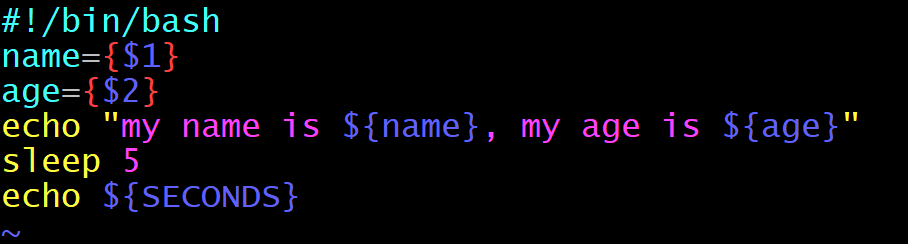 #!/bin/bash
name={$1}
age={$2}
echo "my name is ${name}, my age is ${age}"
sleep 5
echo ${SECONDS}
~